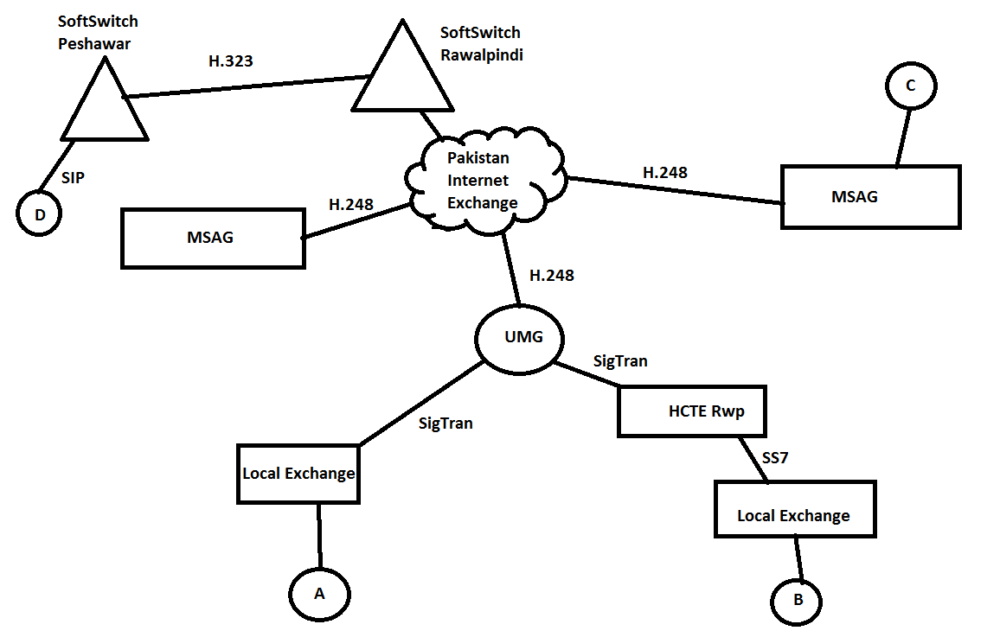 SoftSwitch
Peshawar
SoftSwitch
Rawalpindi
H.323
C
Pakistan
Internet
Exchange
H.248
SIP
D
H.248
MSAG
MSAG
H.248
UMG
SigTran
HCTE Rwp
SigTran
SS7
Local Exchange
Local Exchange
A
B